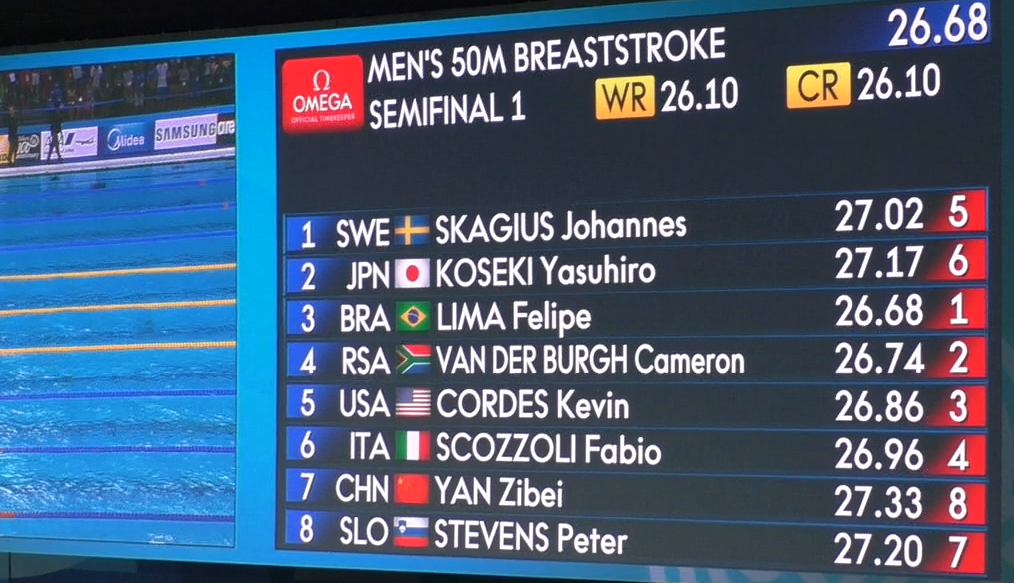 26.68
MEN'S 50M BREASTSTROKE
SEMIFINAL 1 WR 26.10 CR 26.10
Ω
OMEGA
OFFICIAL TIMEKEEPER
Midea SAMSUNG
1 SWE SKAGIUS Johannes 27.02 5
2 JPN KOSEKI Yasuhiro 27.17 6
3 BRA LIMA Felipe 26.68 1
4 RSA VAN DER BURGH Cameron 26.74 2
5 USA CORDES Kevin 26.86 3
6 ITA SCOZZOLI Fabio 26.96 4
7 CHN YAN Zibei 27.33 8
8 SLO STEVENS Peter 27.20 7